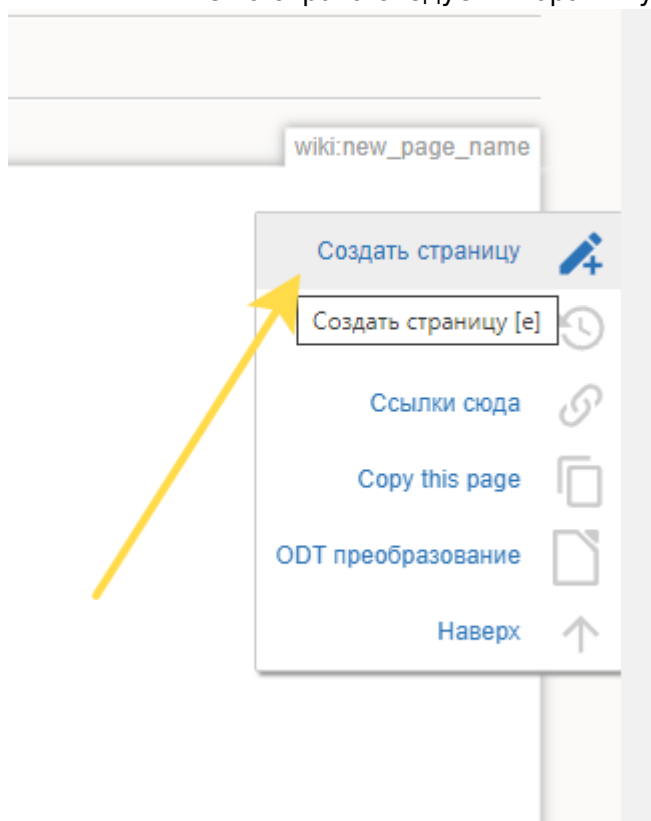 wiki:new_page_name
Создать страницу
Создать страницу [e]
Ссылки сюда
Copy this page
ODT преобразование
Наверх